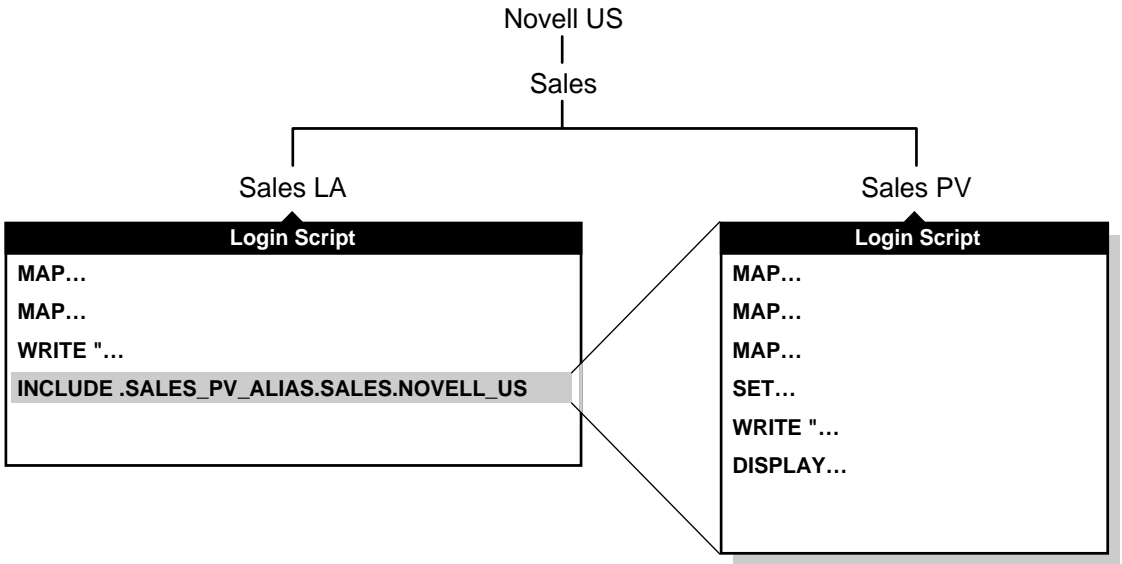 Novell US
Sales
Sales LA
Sales PV
Login Script
MAP…
MAP…
WRITE "…
INCLUDE .SALES_PV_ALIAS.SALES.NOVELL_US
Login Script
MAP…
MAP…
MAP…
SET…
WRITE "…
DISPLAY…